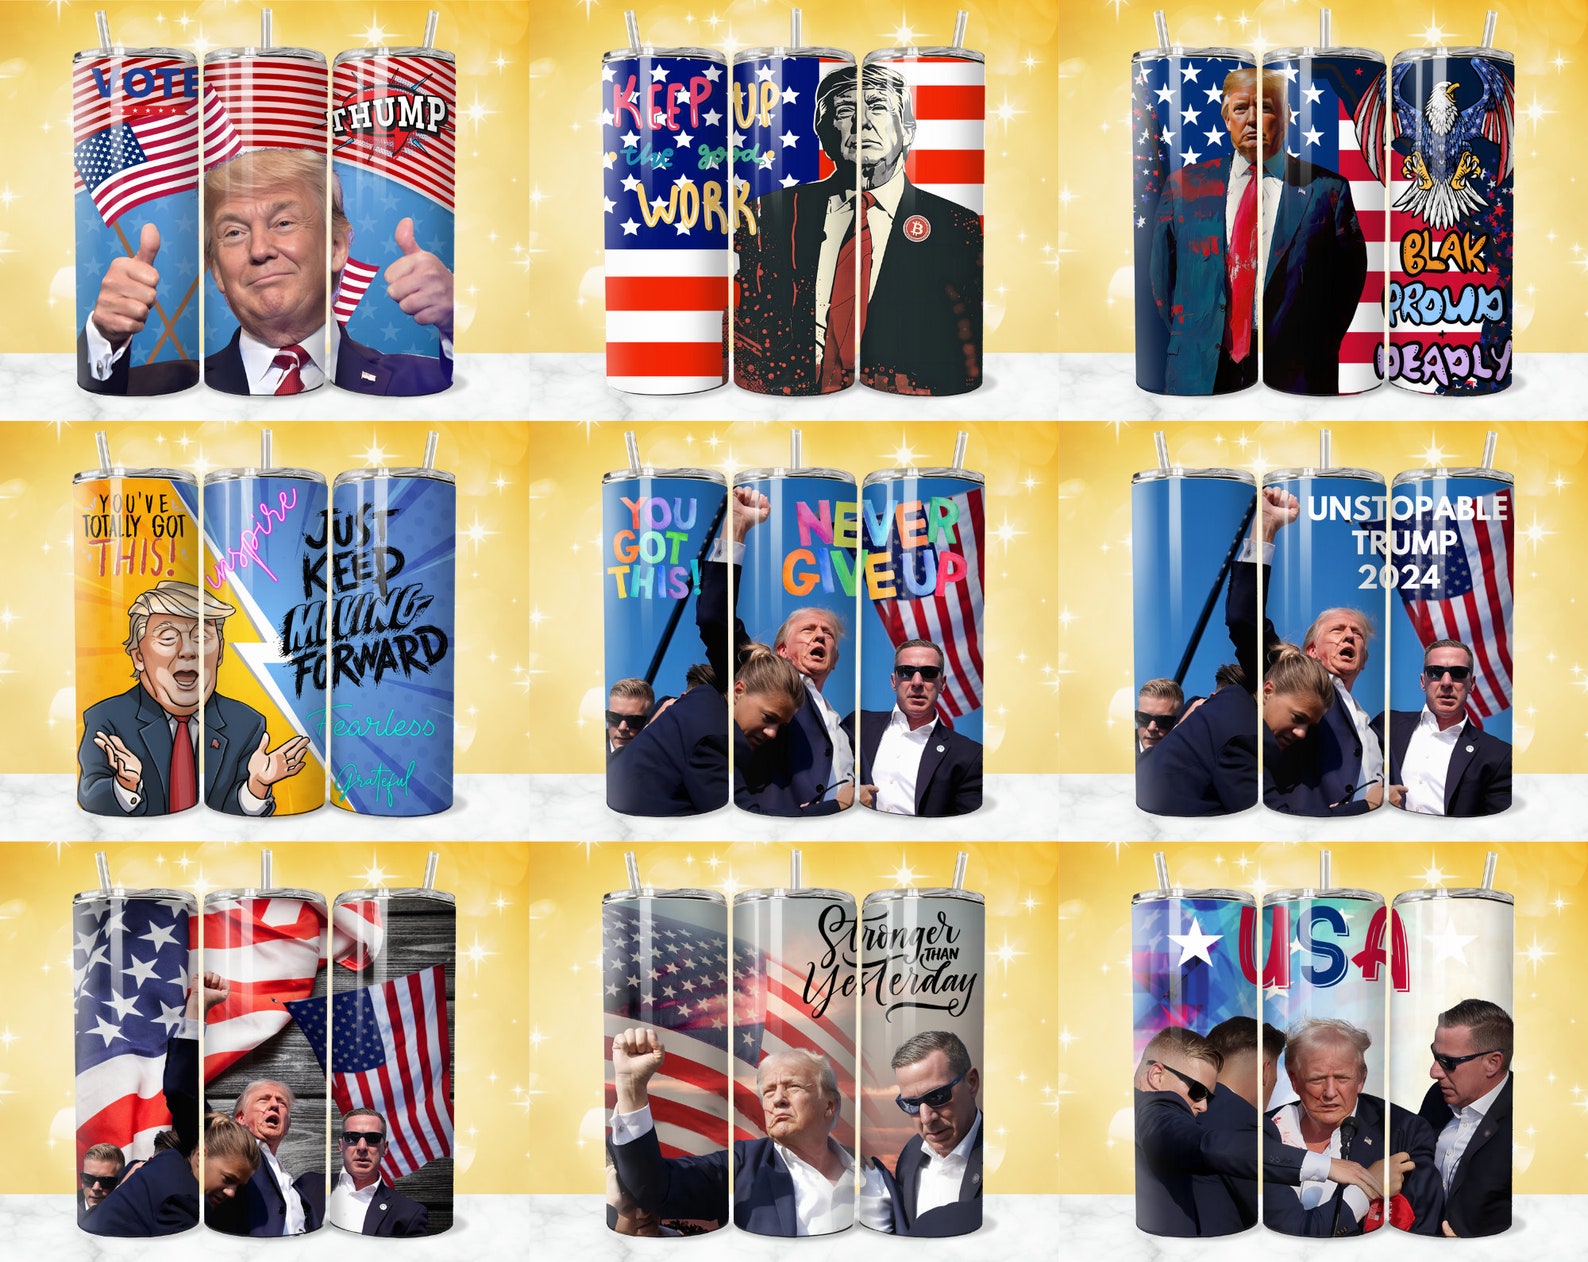 VOTE
THUMP
KEEP UP
the good
WORK
BLAK
PROUD
+
DEADLY
YOU'VE
TOTALLY GOT
THIS!
inspire
JUST
KEEP
MOVING
FORWARD
Fearless
Grateful
YOU
GOT
THIS!
NEVER
GIVE UP
UNSTOPABLE
TRUMP
2024
Stronger
THAN
Yesterday
USA